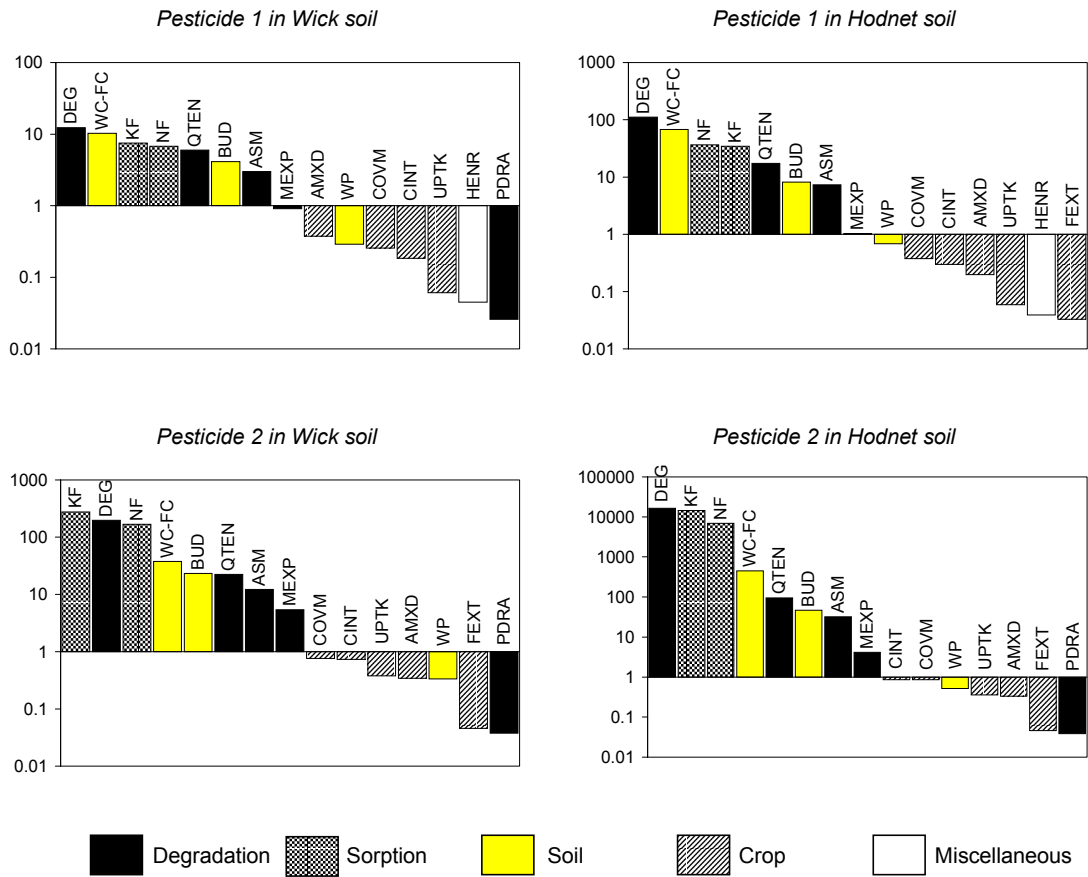 Pesticide 1 in Wick soil
100
10
1
0.1
0.01
DEG
WC-FC
KF
NF
QTEN
BUD
ASM
MEXP
AMXD
WP
COVM
CINT
UPTK
HENR
PDRA
Pesticide 1 in Hodnet soil
1000
100
10
1
0.1
0.01
DEG
WC-FC
NF
KF
QTEN
BUD
ASM
MEXP
WP
COVM
CINT
AMXD
UPTK
HENR
FEXT
Pesticide 2 in Wick soil
1000
100
10
1
0.1
0.01
KF
DEG
NF
WC-FC
BUD
QTEN
ASM
MEXP
COVM
CINT
UPTK
AMXD
WP
FEXT
PDRA
Pesticide 2 in Hodnet soil
100000
10000
1000
100
10
1
0.1
0.01
DEG
KF
NF
WC-FC
QTEN
BUD
ASM
MEXP
CINT
COVM
WP
UPTK
AMXD
FEXT
PDRA
Degradation
Sorption
Soil
Crop
Miscellaneous